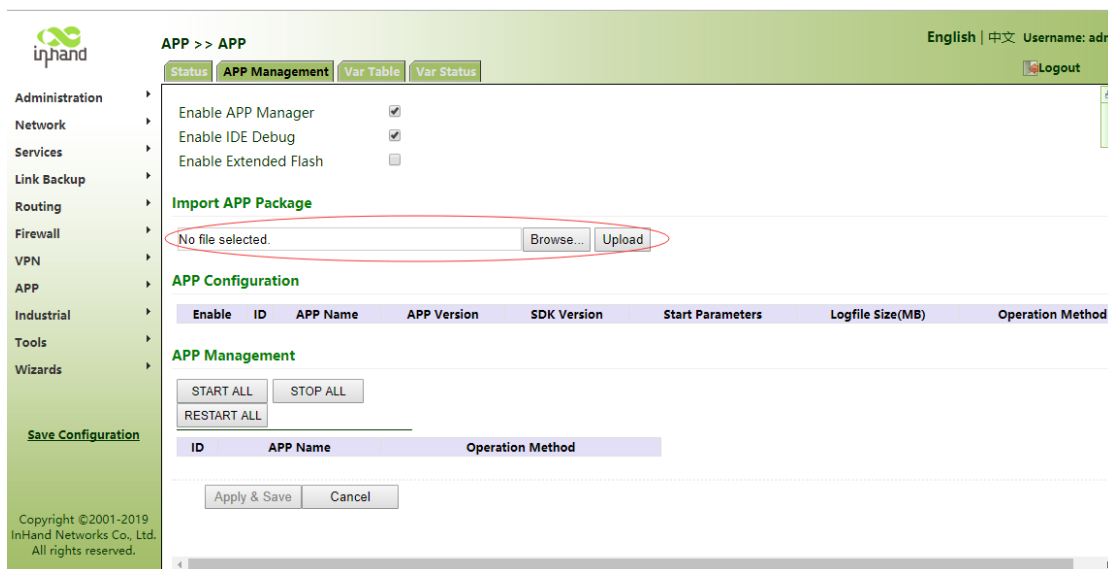 inhand
APP >> APP
English | 中文 Username: adr
Status APP Management Var Table Var Status
Logout
Administration
Network
Services
Link Backup
Routing
Firewall
VPN
APP
Industrial
Tools
Wizards
Save Configuration
Copyright ©2001-2019
InHand Networks Co., Ltd.
All rights reserved.
Enable APP Manager
Enable IDE Debug
Enable Extended Flash
Import APP Package
No file selected. Browse... Upload
APP Configuration
Enable ID APP Name APP Version SDK Version Start Parameters Logfile Size(MB) Operation Method
APP Management
START ALL STOP ALL
RESTART ALL
ID APP Name Operation Method
Apply & Save Cancel